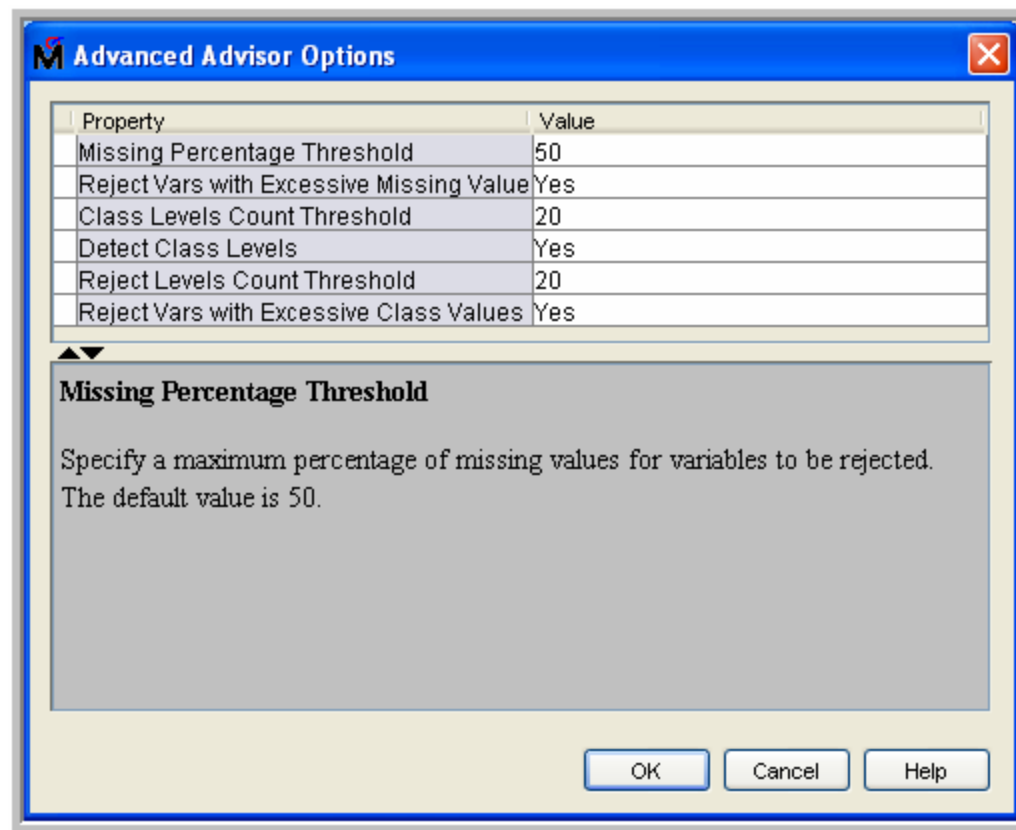 Advanced Advisor Options
Property Value
Missing Percentage Threshold 50
Reject Vars with Excessive Missing Value Yes
Class Levels Count Threshold 20
Detect Class Levels Yes
Reject Levels Count Threshold 20
Reject Vars with Excessive Class Values Yes
Missing Percentage Threshold
Specify a maximum percentage of missing values for variables to be rejected.
The default value is 50.
OK Cancel Help